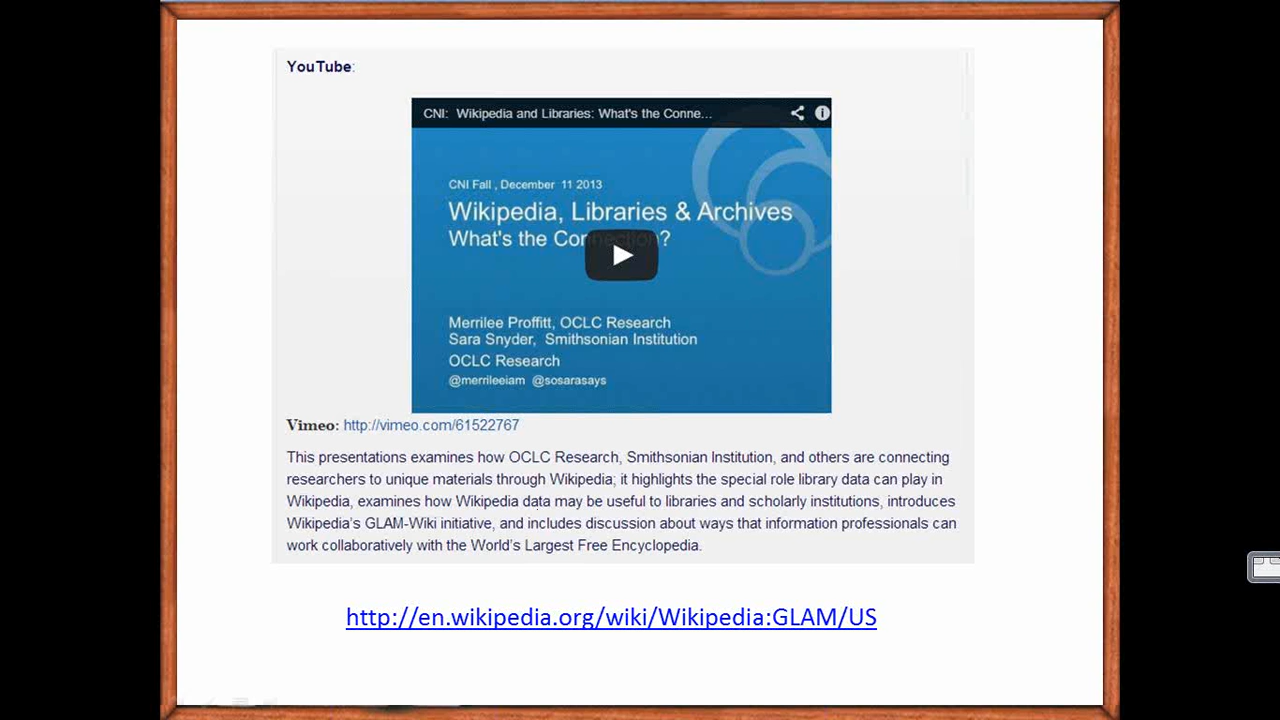 YouTube:
CNI: Wikipedia and Libraries: What's the Conne...
CNI Fall , December 11 2013
Wikipedia, Libraries & Archives
What's the Connection?
Merrilee Proffitt, OCLC Research
Sara Snyder, Smithsonian Institution
OCLC Research
@merrileeiam @sosarasays
Vimeo: http://vimeo.com/61522767
This presentations examines how OCLC Research, Smithsonian Institution, and others are connecting
researchers to unique materials through Wikipedia; it highlights the special role library data can play in
Wikipedia, examines how Wikipedia data may be useful to libraries and scholarly institutions, introduces
Wikipedia's GLAM-Wiki initiative, and includes discussion about ways that information professionals can
work collaboratively with the World's Largest Free Encyclopedia.
http://en.wikipedia.org/wiki/Wikipedia:GLAM/US